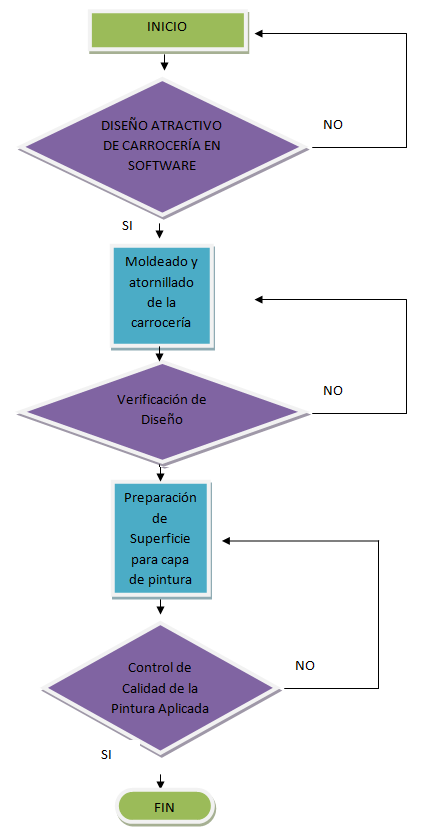 INICIO
DISEÑO ATRACTIVO
DE CARROCERÍA EN
SOFTWARE
NO
SI
Moldeado y
atornillado
de la
carrocería
Verificación de
Diseño
NO
Preparación
de
Superficie
para capa
de pintura
Control de
Calidad de la
Pintura Aplicada
NO
SI
FIN